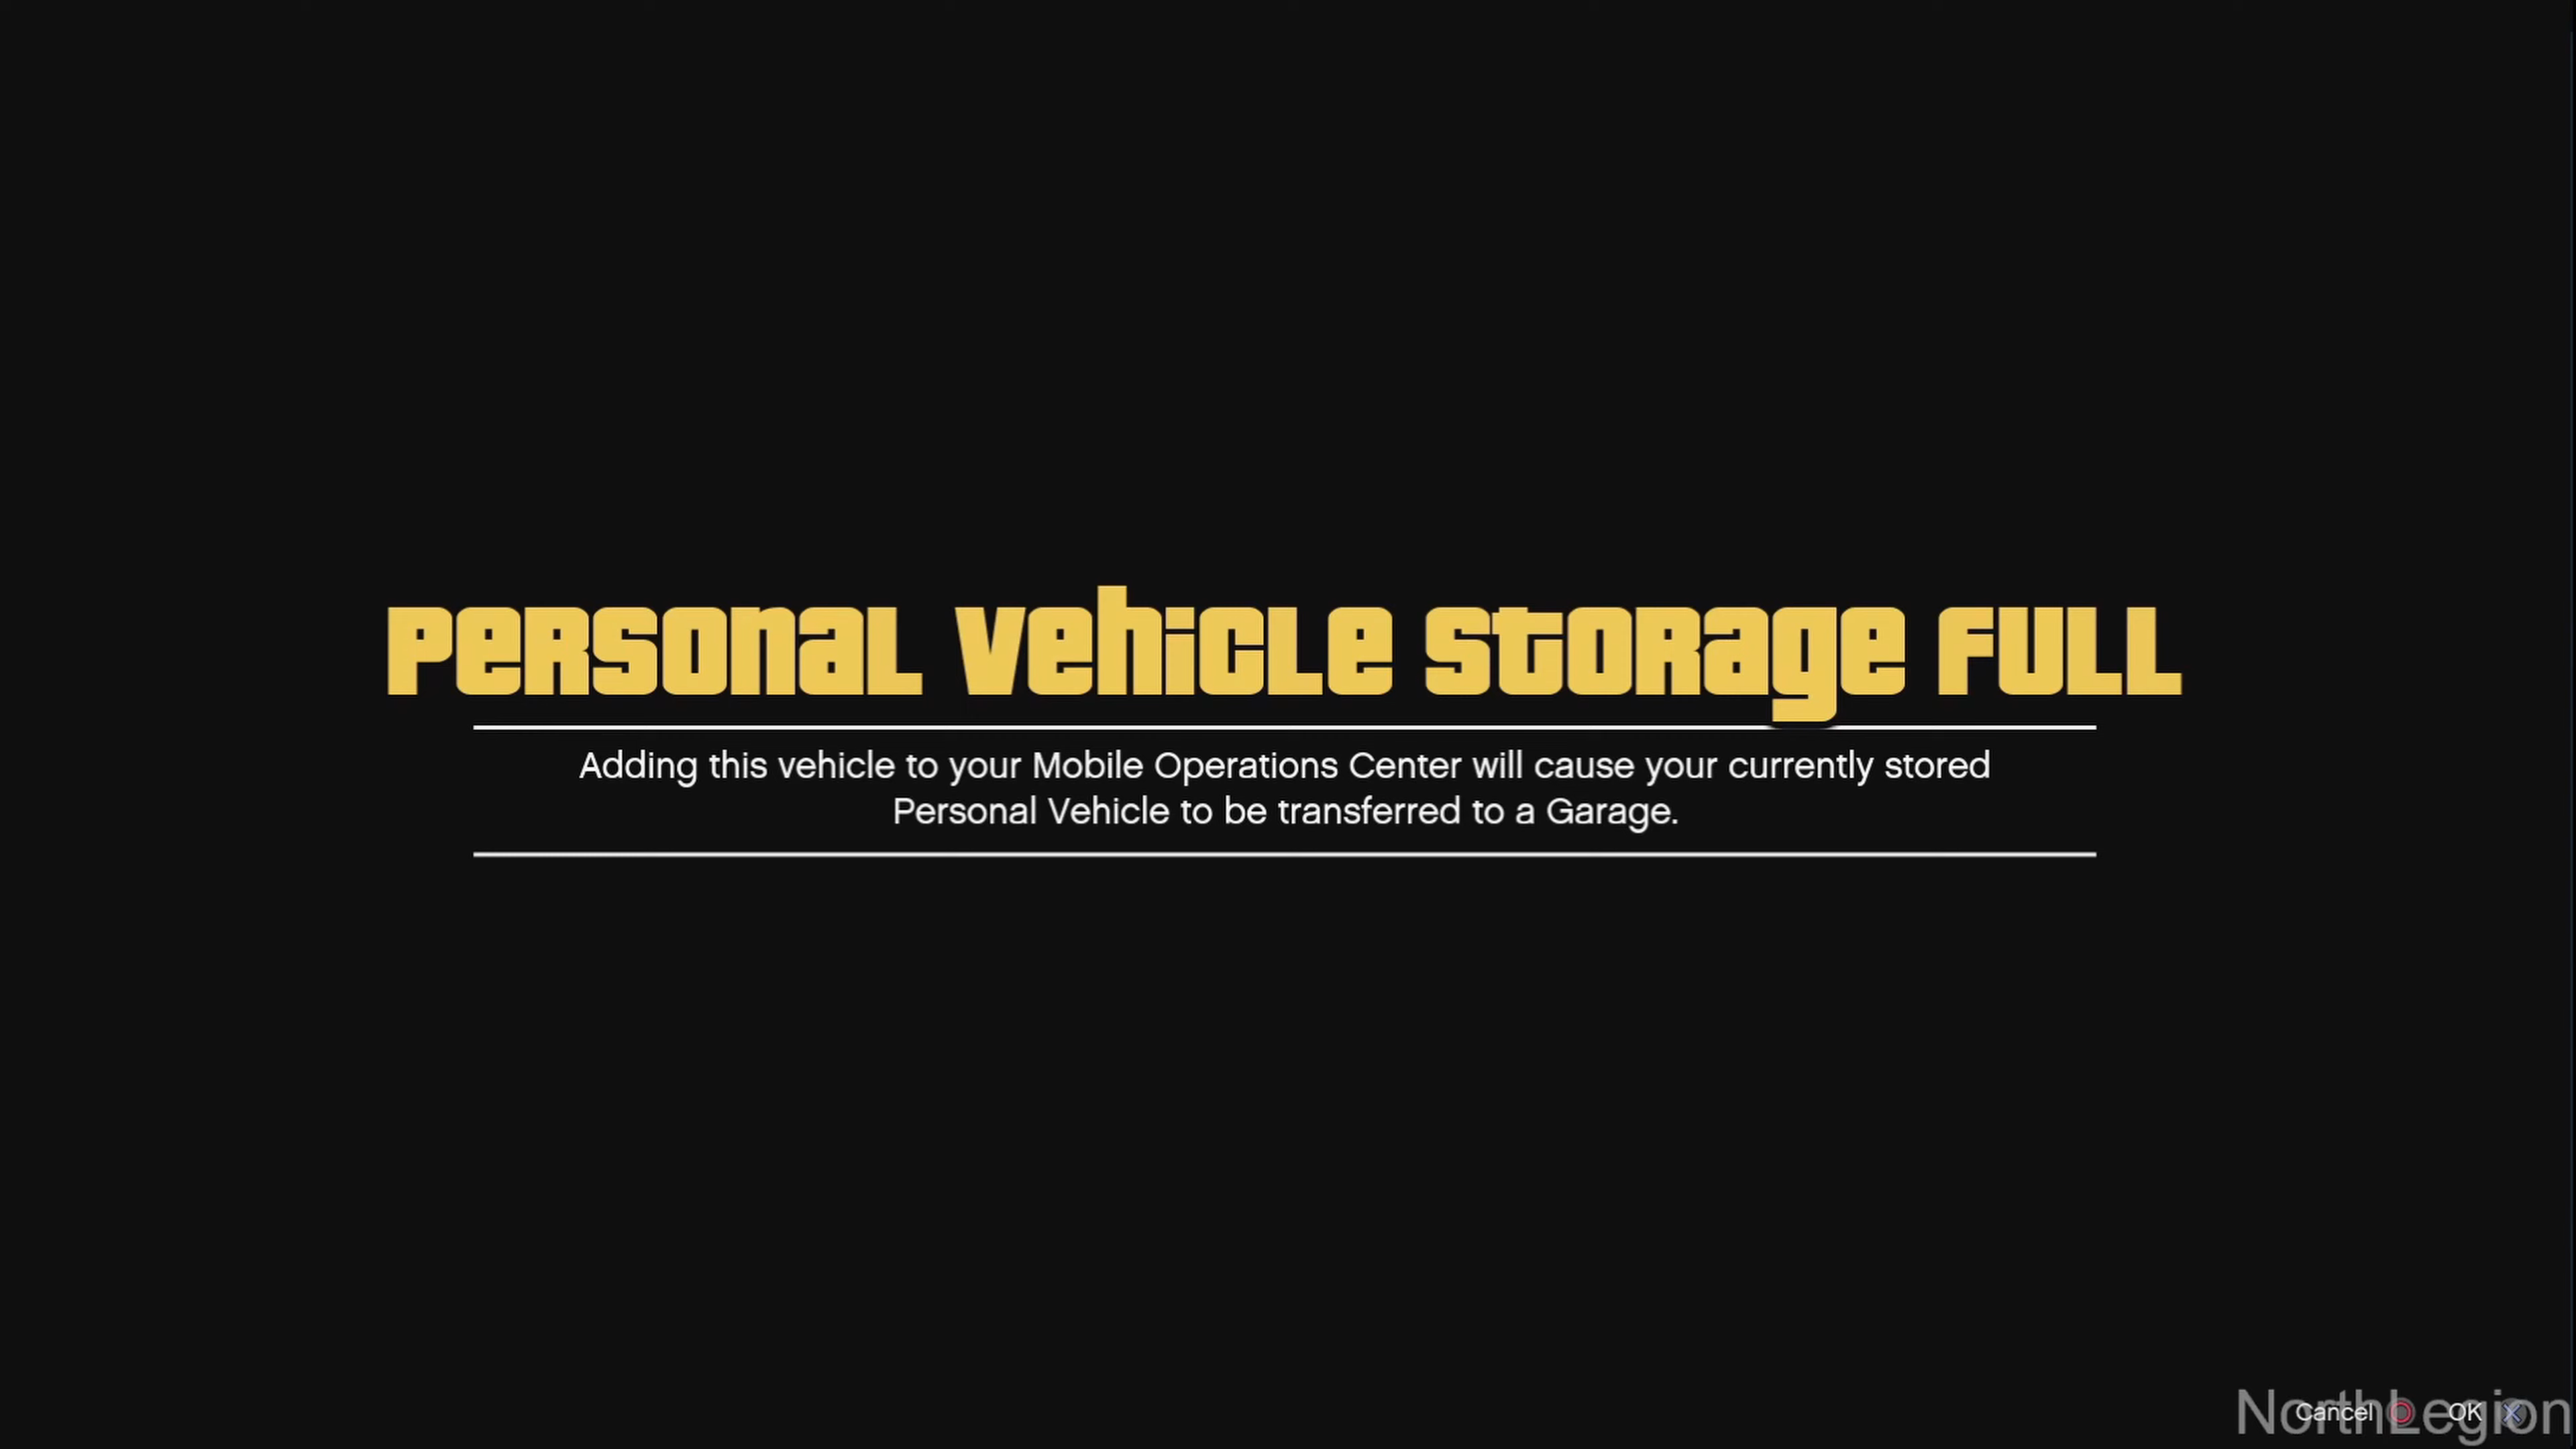 Personal Vehicle Storage Full
Adding this vehicle to your Mobile Operations Center will cause your currently stored
Personal Vehicle to be transferred to a Garage.
Cancel OK
NorthLegion